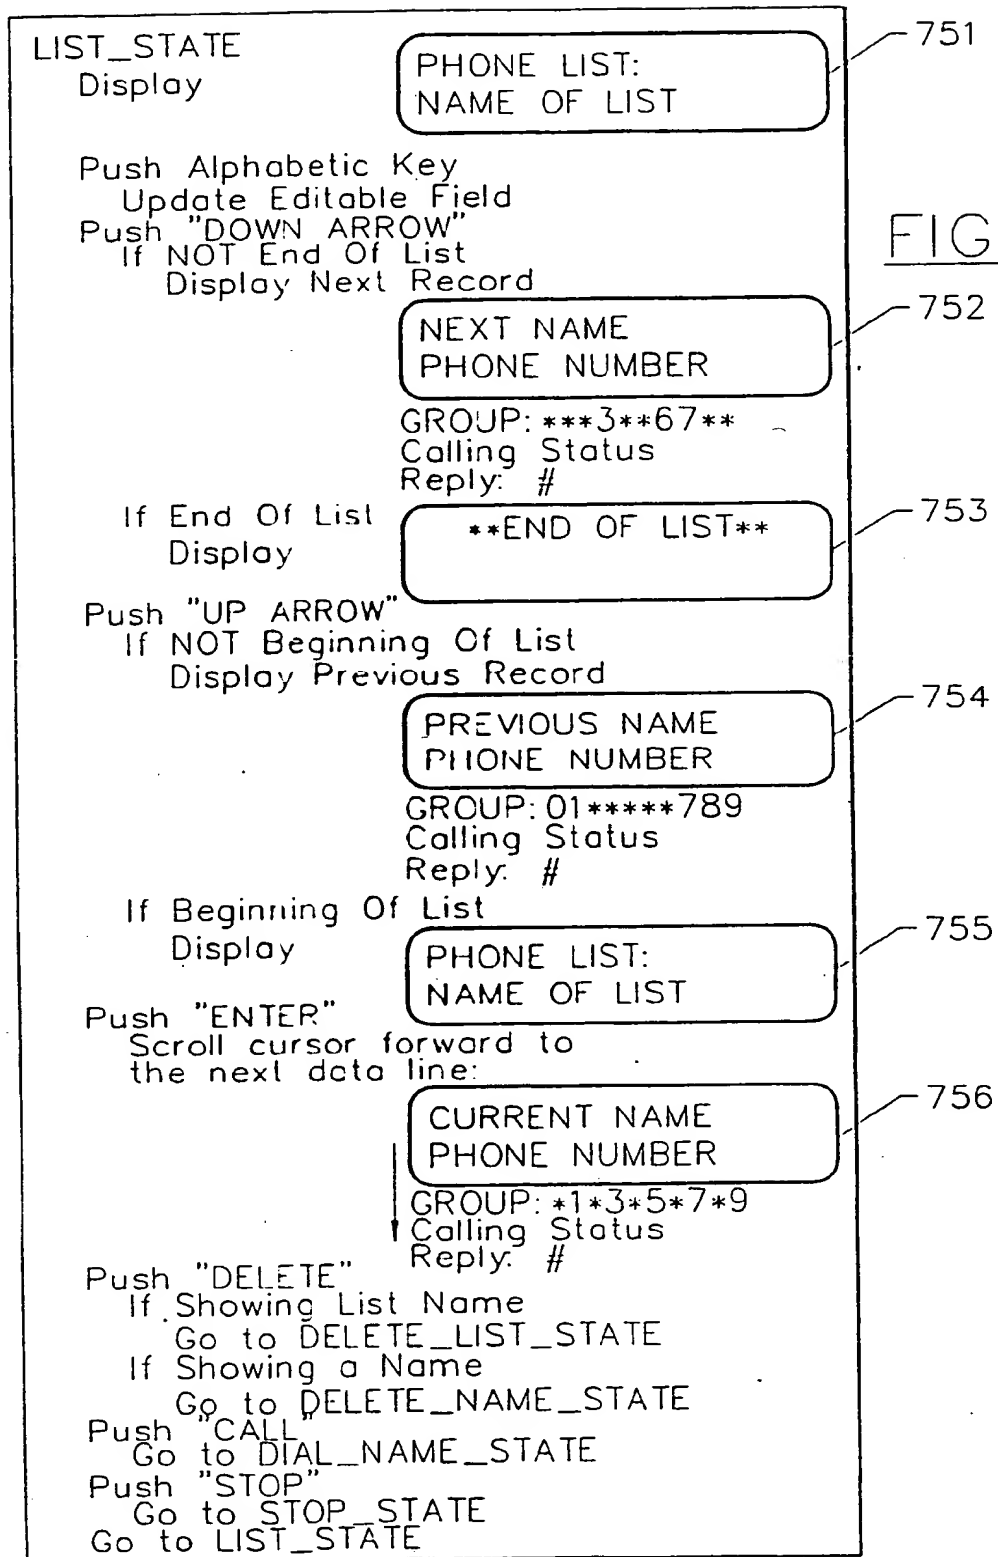 LIST_STATE
Display
PHONE LIST:
NAME OF LIST
751
Push Alphabetic Key
Update Editable Field
Push "DOWN ARROW"
If NOT End Of List
Display Next Record
FIG
NEXT NAME
PHONE NUMBER
752
GROUP: ***3**67**
Calling Status
Reply: #
If End Of List
Display
**END OF LIST**
753
Push "UP ARROW"
If NOT Beginning Of List
Display Previous Record
PREVIOUS NAME
PHONE NUMBER
754
GROUP: 01*****789
Calling Status
Reply: #
If Beginning Of List
Display
PHONE LIST:
NAME OF LIST
755
Push "ENTER"
Scroll cursor forward to
the next data line:
CURRENT NAME
PHONE NUMBER
756
GROUP: *1*3*5*7*9
Calling Status
Reply: #
Push "DELETE"
If Showing List Name
Go to DELETE_LIST_STATE
If Showing a Name
Go to DELETE_NAME_STATE
Push "CALL"
Go to DIAL_NAME_STATE
Push "STOP"
Go to STOP_STATE
Go to LIST_STATE